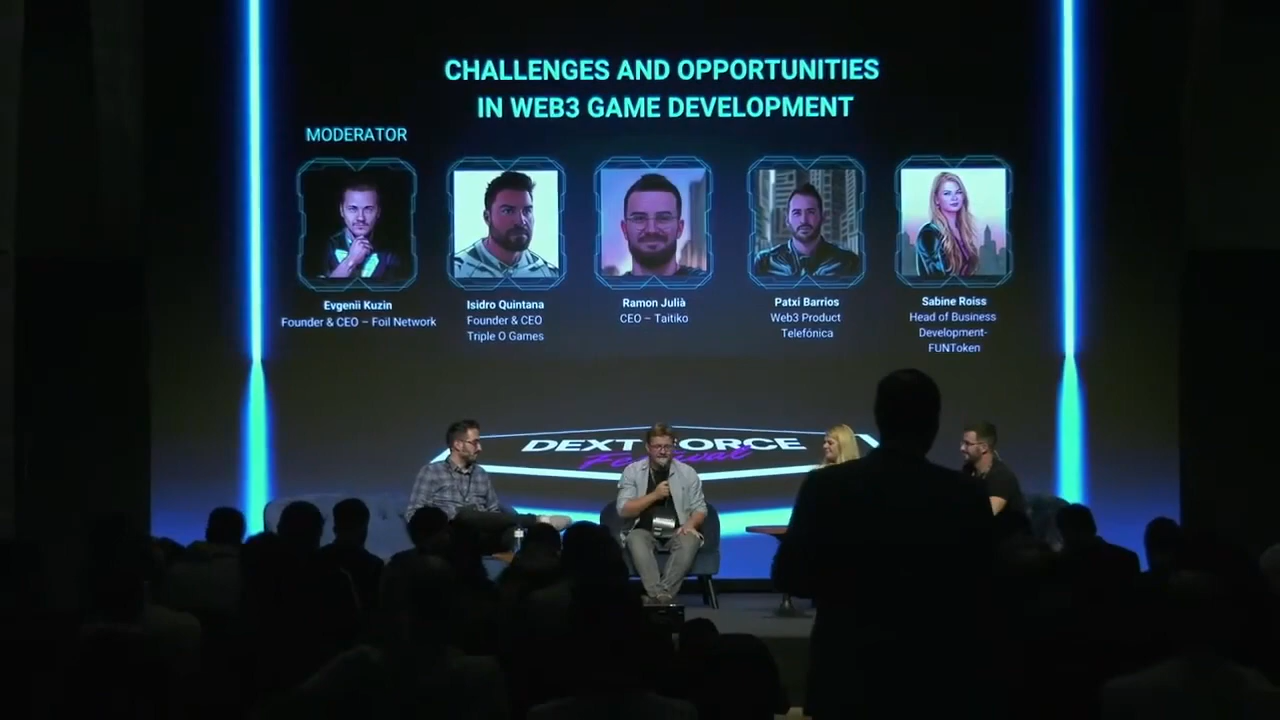 CHALLENGES AND OPPORTUNITIES
IN WEB3 GAME DEVELOPMENT
MODERATOR
Evgenii Kuzin
Founder & CEO – Foil Network
Isidro Quintana
Founder & CEO
Triple O Games
Ramon Julià
CEO – Taitiko
Patxi Barrios
Web3 Product
Telefónica
Sabine Roiss
Head of Business
Development-
FUNToken
DEXT FORCE
Festival